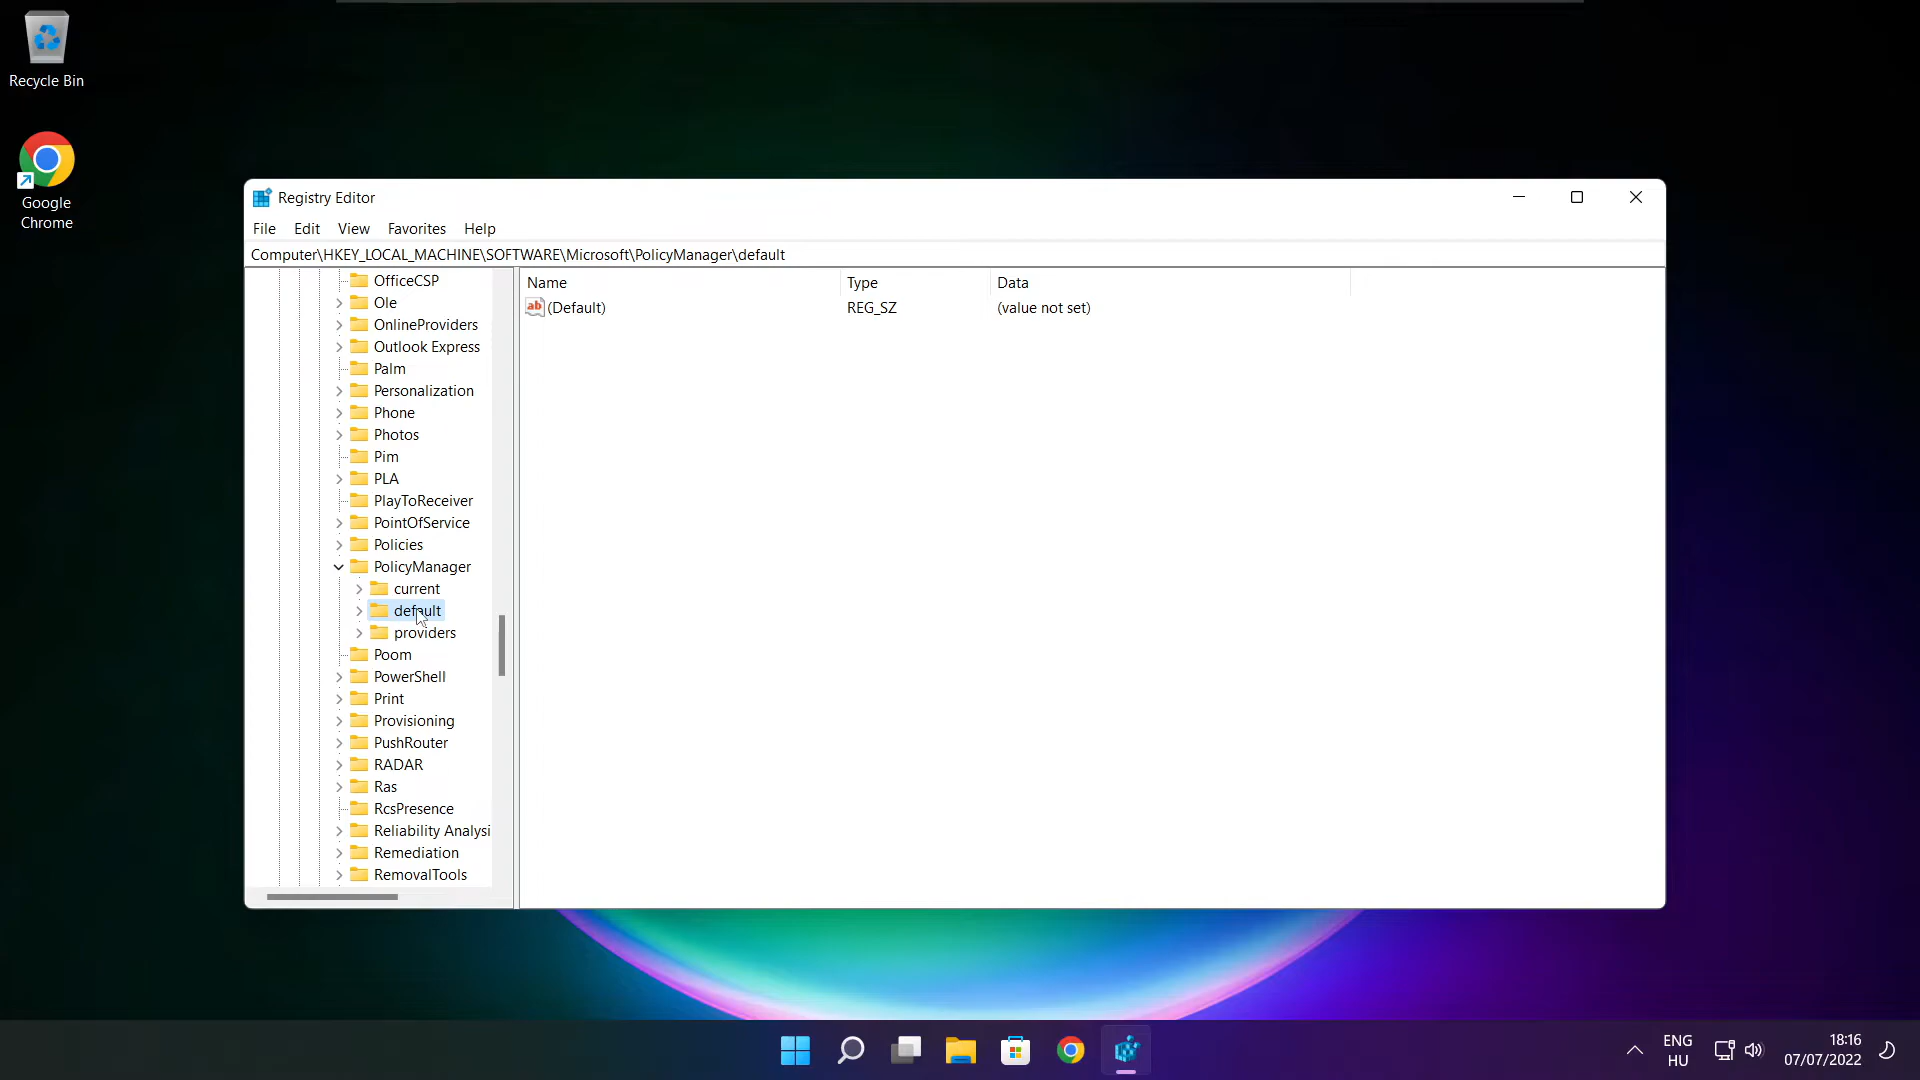 Recycle Bin
Google
Chrome
Registry Editor
File Edit View Favorites Help
Computer\HKEY_LOCAL_MACHINE\SOFTWARE\Microsoft\PolicyManager\default
OfficeCSP
Ole
OnlineProviders
Outlook Express
Palm
Personalization
Phone
Photos
Pim
PLA
PlayToReceiver
PointOfService
Policies
PolicyManager
current
default
providers
Poom
PowerShell
Print
Provisioning
PushRouter
RADAR
Ras
RcsPresence
Reliability Analysi
Remediation
RemovalTools
Name Type Data
ab (Default) REG_SZ (value not set)
ENG
HU
18:16
07/07/2022